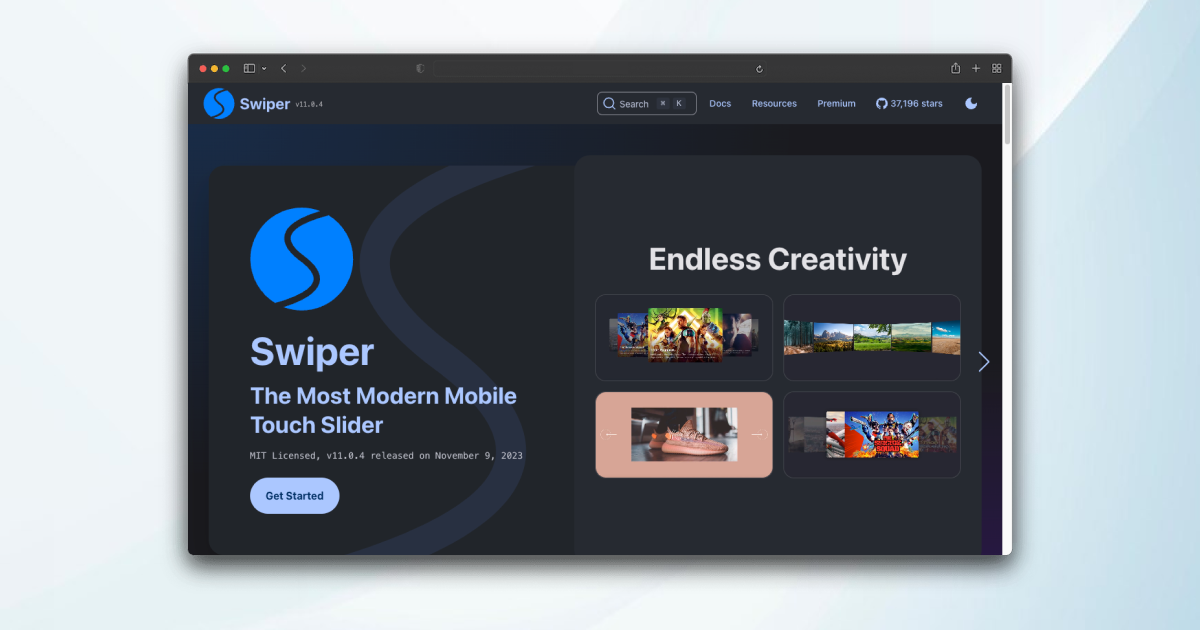 Swiper v11.0.4
Search ⌘ K
Docs
Resources
Premium
37,196 stars
Swiper
The Most Modern Mobile
Touch Slider
MIT Licensed, v11.0.4 released on November 9, 2023
Get Started
Endless Creativity